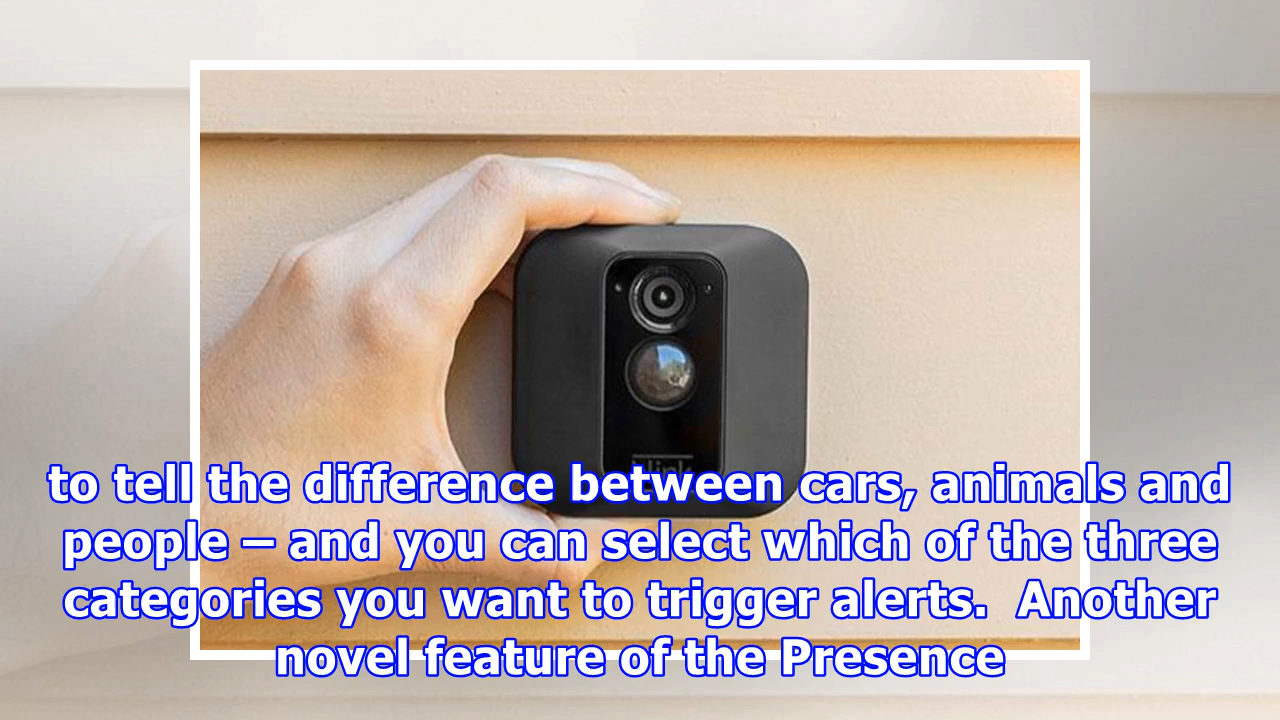 blink
to tell the difference between cars, animals and
people – and you can select which of the three
categories you want to trigger alerts.  Another
novel feature of the Presence